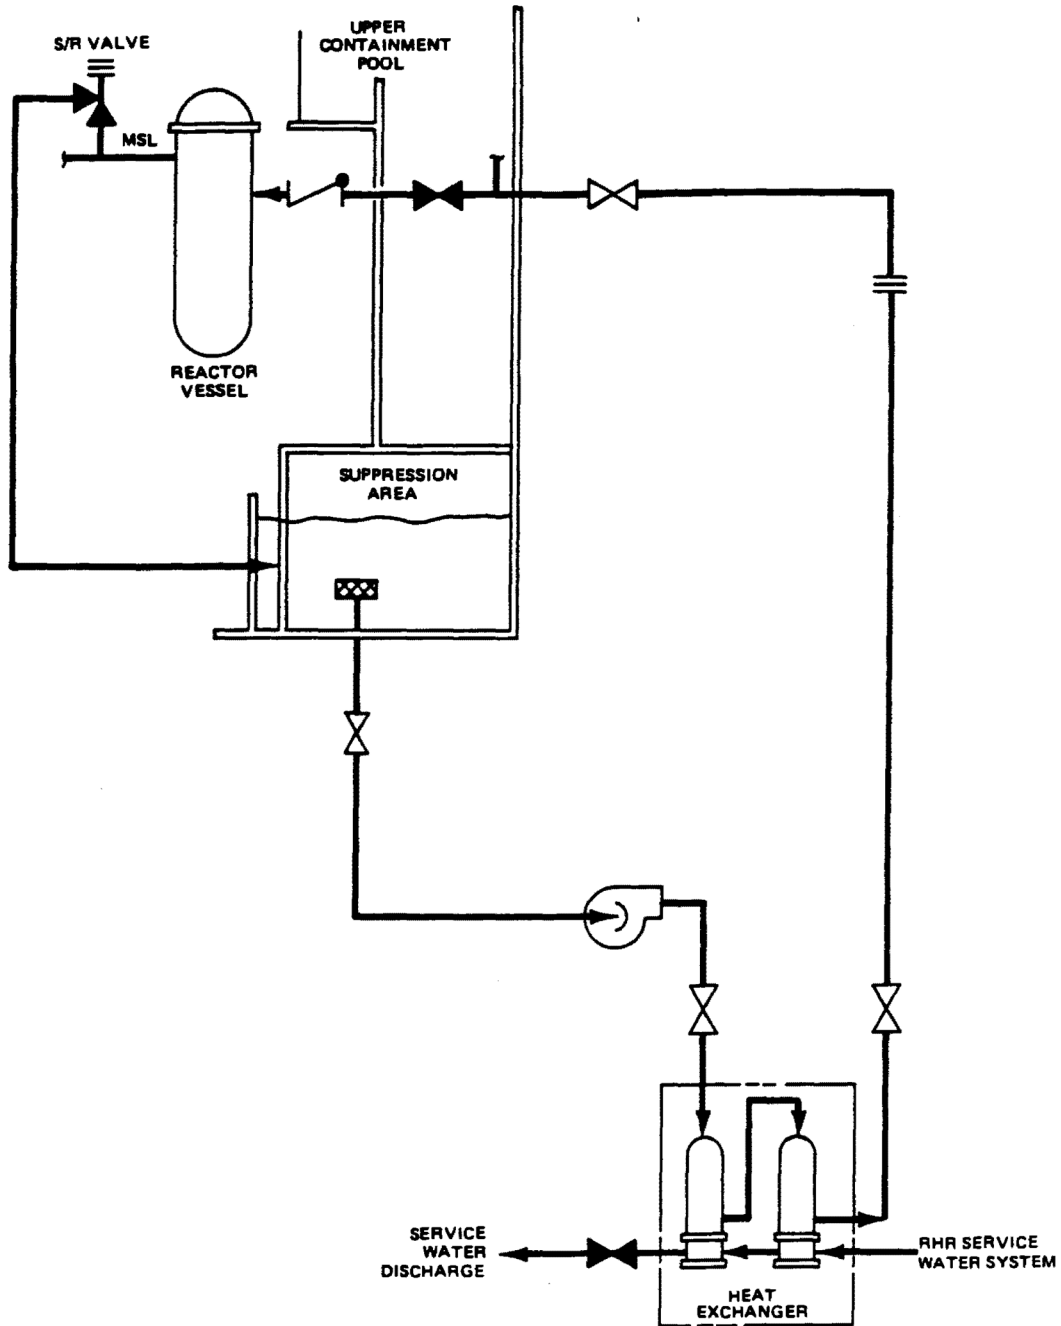 UPPER
CONTAINMENT
POOL
S/R VALVE
MSL
REACTOR
VESSEL
SUPPRESSION
AREA
SERVICE
WATER
DISCHARGE
RHR SERVICE
WATER SYSTEM
HEAT
EXCHANGER